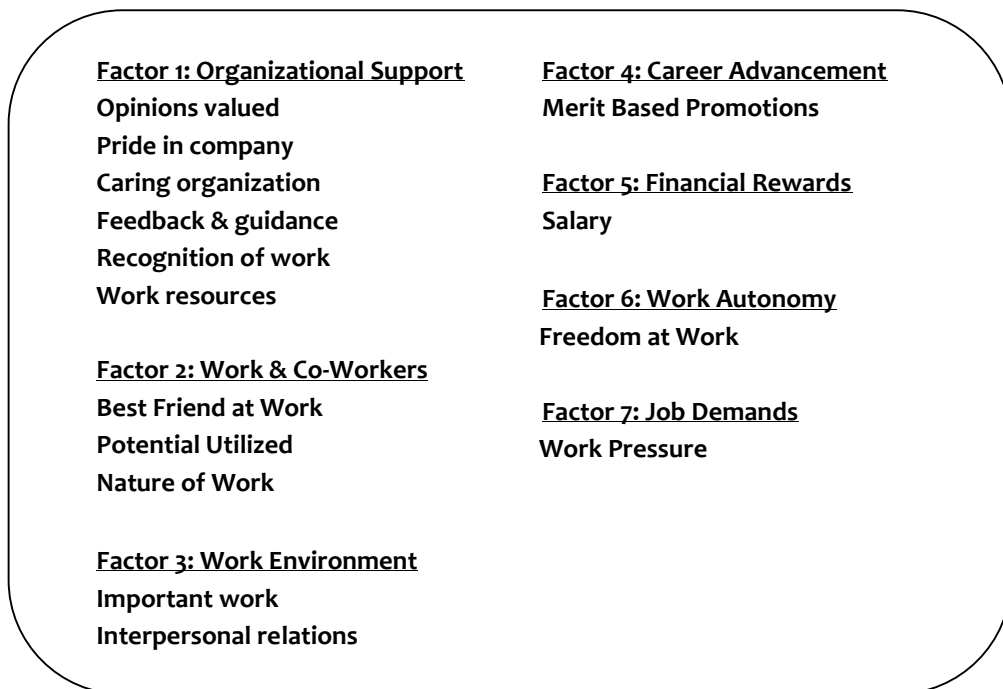 Factor 1: Organizational Support
Opinions valued
Pride in company
Caring organization
Feedback & guidance
Recognition of work
Work resources
Factor 2: Work & Co-Workers
Best Friend at Work
Potential Utilized
Nature of Work
Factor 3: Work Environment
Important work
Interpersonal relations
Factor 4: Career Advancement
Merit Based Promotions
Factor 5: Financial Rewards
Salary
Factor 6: Work Autonomy
Freedom at Work
Factor 7: Job Demands
Work Pressure